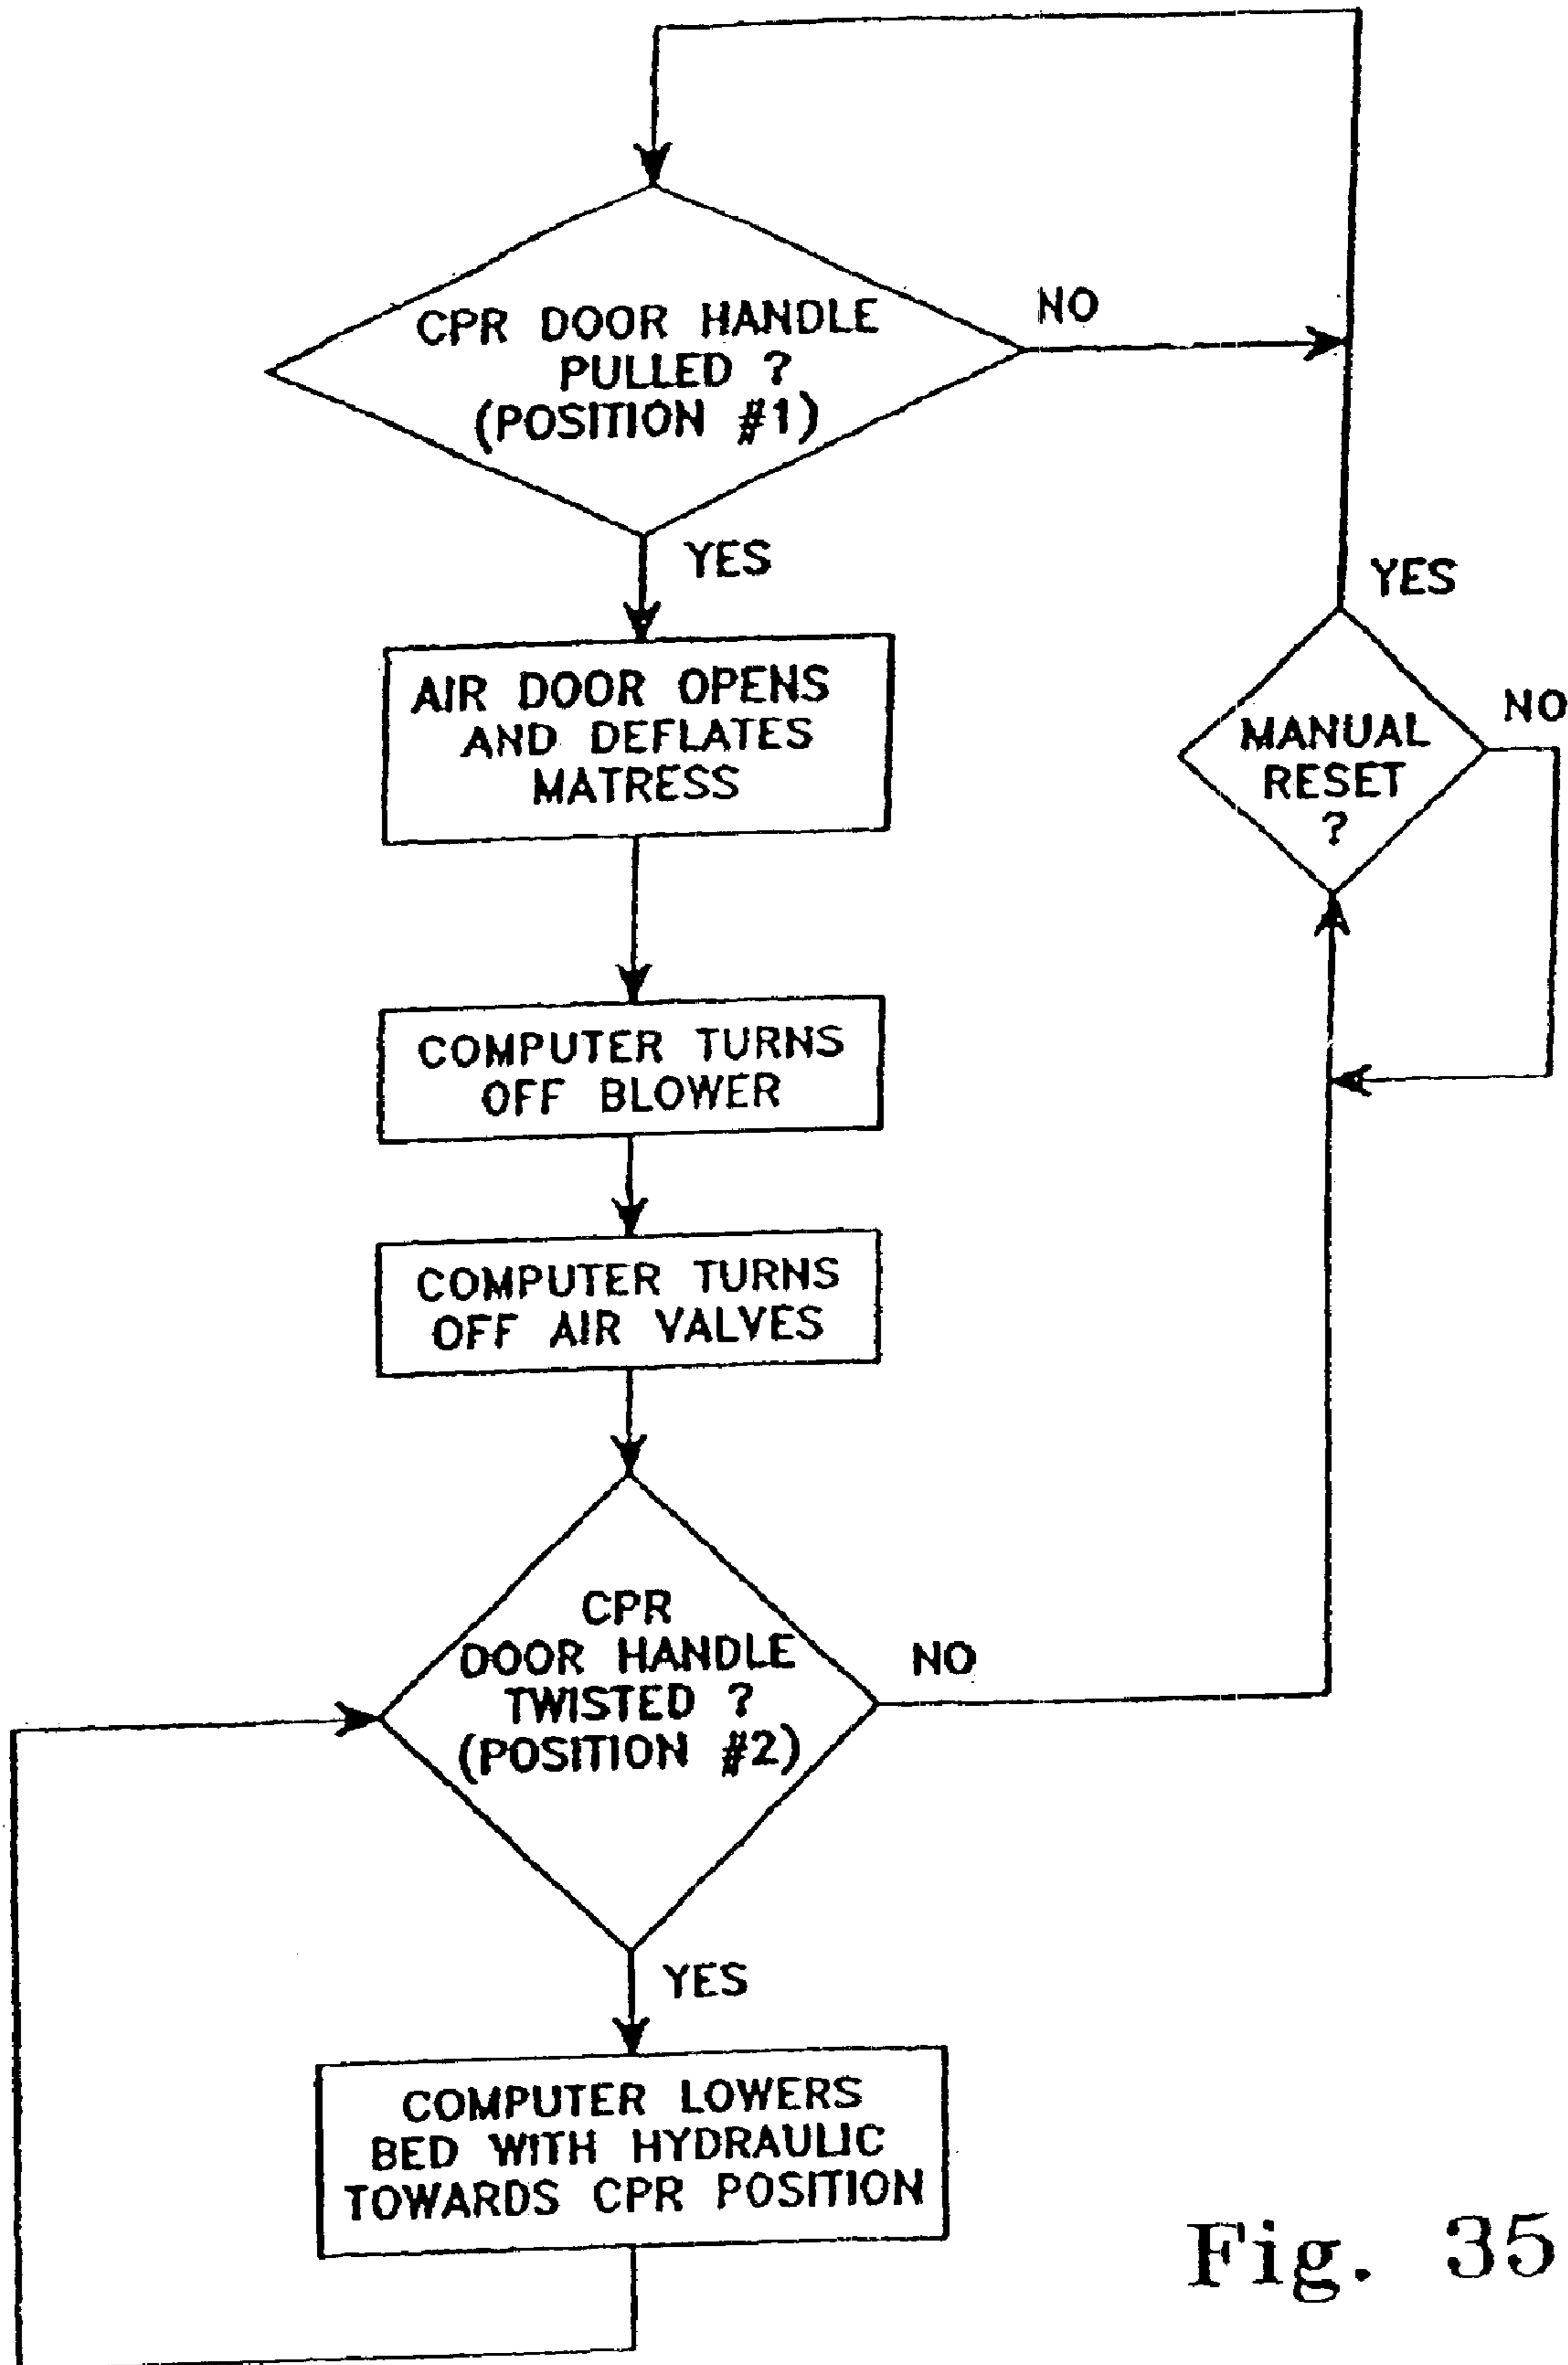 CPR DOOR HANDLE
PULLED ?
(POSITION #1)
NO
YES
AIR DOOR OPENS
AND DEFLATES
MATRESS
YES
MANUAL
RESET
?
NO
COMPUTER TURNS
OFF BLOWER
COMPUTER TURNS
OFF AIR VALVES
CPR
DOOR HANDLE
TWISTED ?
(POSITION #2)
NO
YES
COMPUTER LOWERS
BED WITH HYDRAULIC
TOWARDS CPR POSITION
Fig. 35